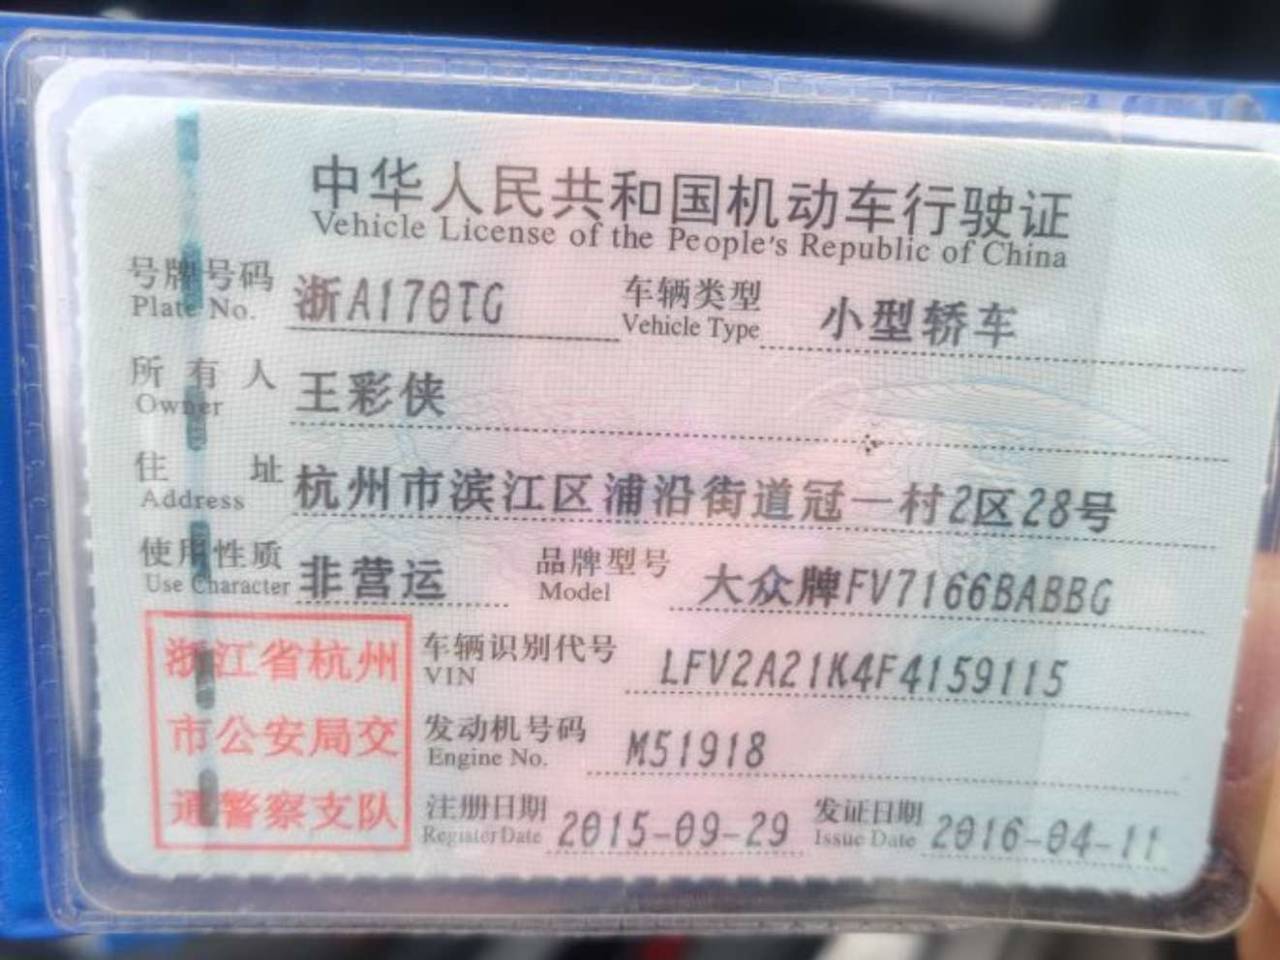 中华人民共和国机动车行驶证
Vehicle License of the People's Republic of China
号牌号码 浙A170TG 车辆类型 小型轿车
Plate No. Vehicle Type
所有人 王彩侠
Owner
住址 杭州市滨江区浦沿街道冠一村2区28号
Address
使用性质 非营运 品牌型号 大众牌FV7166BABBG
Use Character Model
浙江省杭州
市公安局交
通警察支队
车辆识别代号 LFV2A21K4F4159115
VIN
发动机号码 M51918
Engine No.
注册日期 2015-09-29 发证日期 2016-04-11
Register Date Issue Date